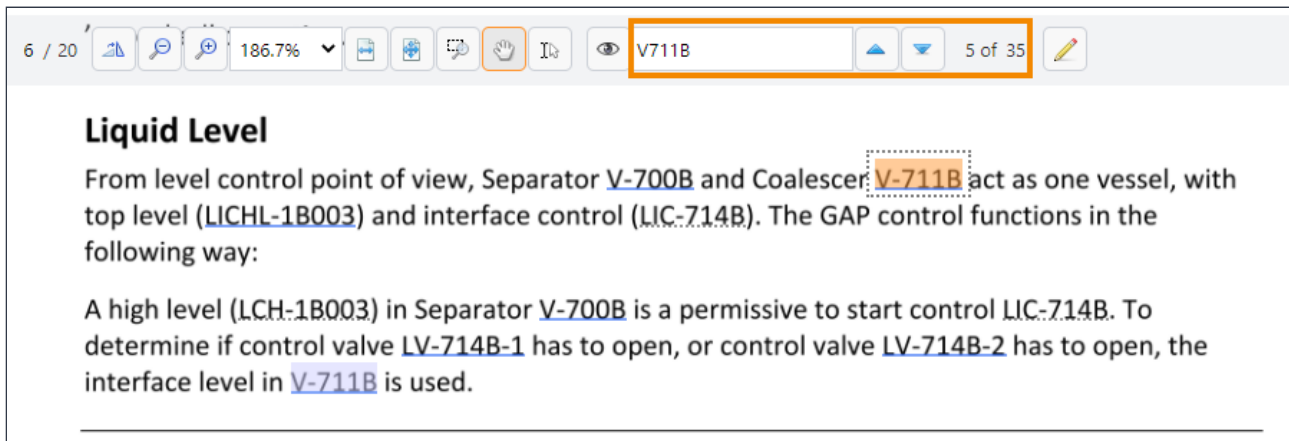 6 / 20 186.7% V711B 5 of 35
Liquid Level
From level control point of view, Separator V-700B and Coalescer V-711B act as one vessel, with
top level (LICHL-1B003) and interface control (LIC-714B). The GAP control functions in the
following way:
A high level (LCH-1B003) in Separator V-700B is a permissive to start control LIC-714B. To
determine if control valve LV-714B-1 has to open, or control valve LV-714B-2 has to open, the
interface level in V-711B is used.